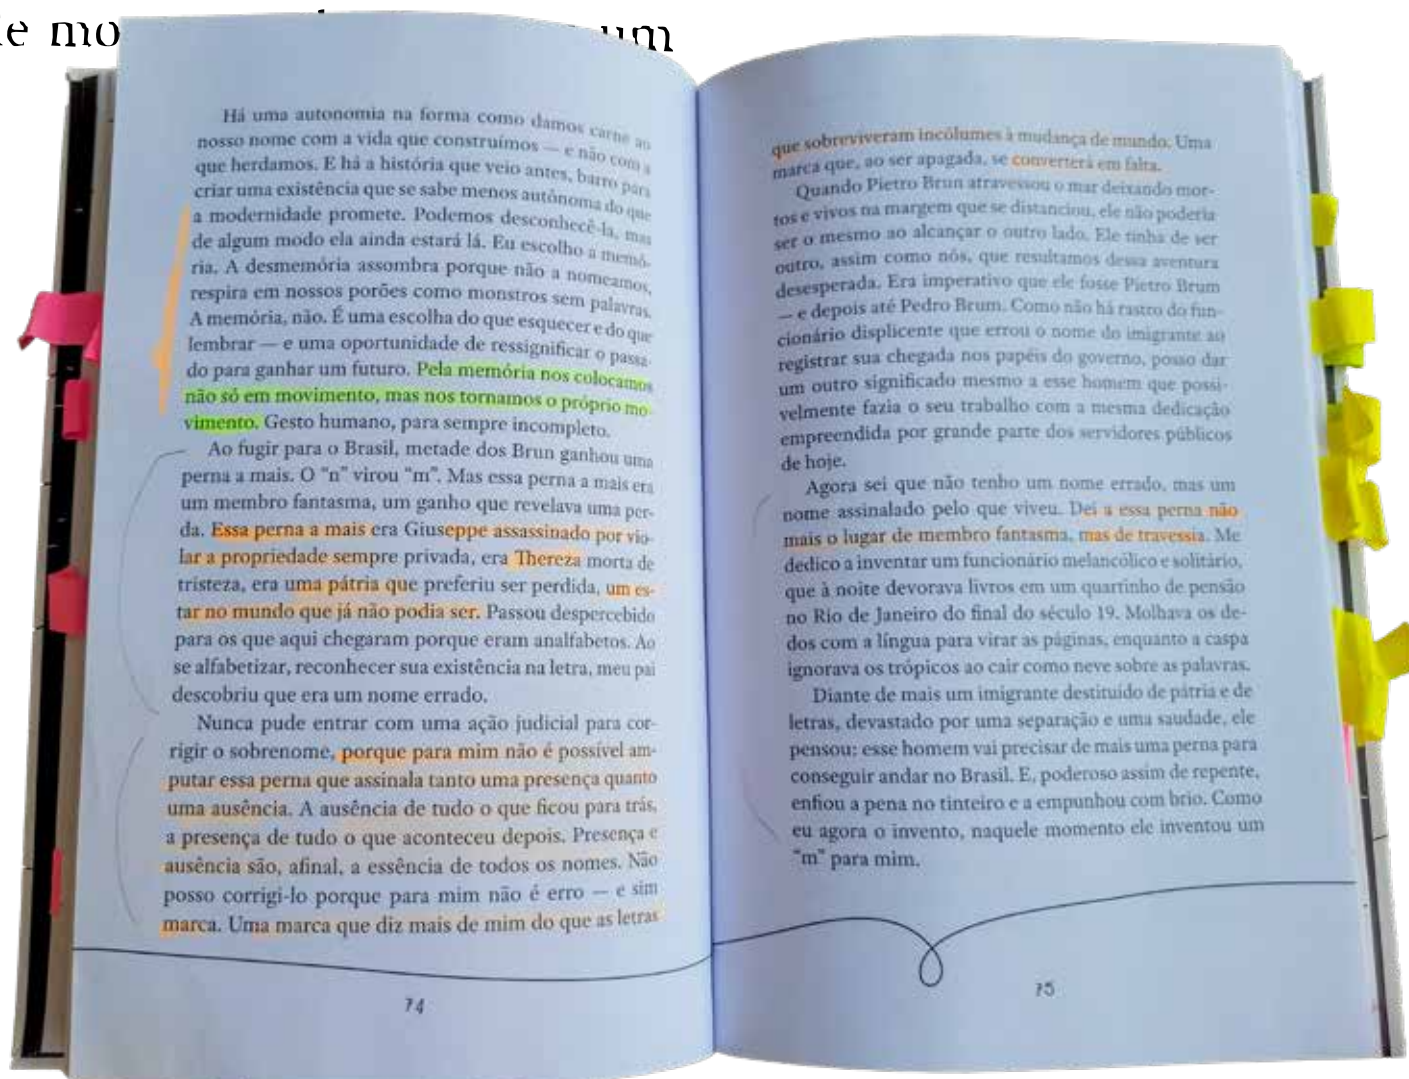 Há uma autonomia na forma como damos carne ao
nosso nome com a vida que construímos — e não com a
que herdamos. E há a história que veio antes, barro para
criar uma existência que se sabe menos autônoma do que
a modernidade promete. Podemos desconhecê-la, mas
de algum modo ela ainda estará lá. Eu escolho a memó-
ria. A desmemória assombra porque não a nomeamos,
respira em nossos porões como monstros sem palavras.
A memória, não. É uma escolha do que esquecer e do que
lembrar — e uma oportunidade de ressignificar o passa-
do para ganhar um futuro. Pela memória nos colocamos
não só em movimento, mas nos tornamos o próprio mo-
vimento. Gesto humano, para sempre incompleto.
Ao fugir para o Brasil, metade dos Brun ganhou uma
perna a mais. O "n" virou "m". Mas essa perna a mais era
um membro fantasma, um ganho que revelava uma per-
da. Essa perna a mais era Giuseppe assassinado por vio-
lar a propriedade sempre privada, era Thereza morta de
tristeza, era uma pátria que preferiu ser perdida, um es-
tar no mundo que já não podia ser. Passou despercebido
para os que aqui chegaram porque eram analfabetos. Ao
se alfabetizar, reconhecer sua existência na letra, meu pai
descobriu que era um nome errado.
Nunca pude entrar com uma ação judicial para cor-
rigir o sobrenome, porque para mim não é possível am-
putar essa perna que assinala tanto uma presença quanto
uma ausência. A ausência de tudo o que ficou para trás,
a presença de tudo o que aconteceu depois. Presença e
ausência são, afinal, a essência de todos os nomes. Não
posso corrigi-lo porque para mim não é erro — e sim
marca. Uma marca que diz mais de mim do que as letras
74
que sobreviveram incólumes à mudança de mundo. Uma
marca que, ao ser apagada, se converterá em falta.
Quando Pietro Brun atravessou o mar deixando mor-
tos e vivos na margem que se distanciou, ele não poderia
ser o mesmo ao alcançar o outro lado. Ele tinha de ser
outro, assim como nós, que resultamos dessa aventura
desesperada. Era imperativo que ele fosse Pietro Brum
— e depois até Pedro Brum. Como não há rastro do fun-
cionário displicente que errou o nome do imigrante ao
registrar sua chegada nos papéis do governo, posso dar
um outro significado mesmo a esse homem que possi-
velmente fazia o seu trabalho com a mesma dedicação
empreendida por grande parte dos servidores públicos
de hoje.
Agora sei que não tenho um nome errado, mas um
nome assinalado pelo que viveu. Dei a essa perna não
mais o lugar de membro fantasma, mas de travessia. Me
dedico a inventar um funcionário melancólico e solitário,
que à noite devorava livros em um quartinho de pensão
no Rio de Janeiro do final do século 19. Molhava os de-
dos com a língua para virar as páginas, enquanto a caspa
ignorava os trópicos ao cair como neve sobre as palavras.
Diante de mais um imigrante destituído de pátria e de
letras, devastado por uma separação e uma saudade, ele
pensou: esse homem vai precisar de mais uma perna para
conseguir andar no Brasil. E, poderoso assim de repente,
enfiou a pena no tinteiro e a empunhou com brio. Como
eu agora o invento, naquele momento ele inventou um
"m" para mim.
75